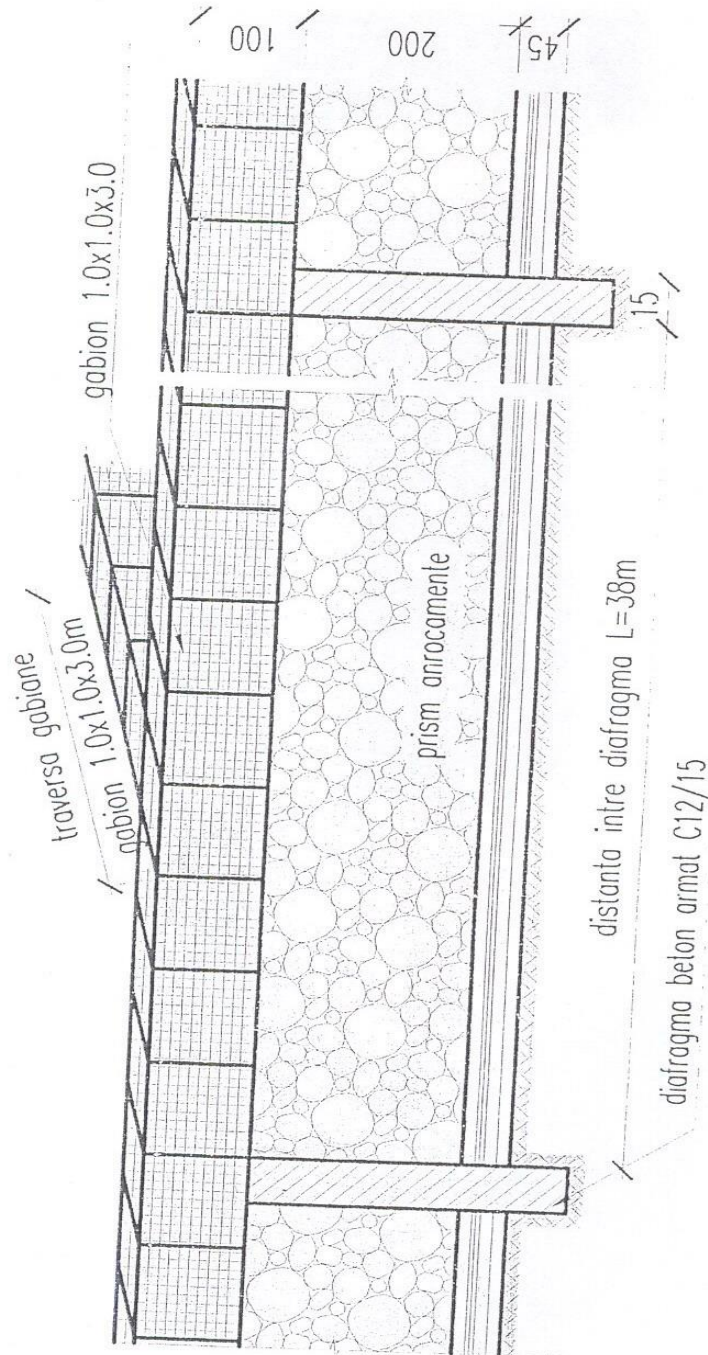 100
200
45
gabion 1.0x1.0x3.0
15
traversa gabioane
gabion 1.0x1.0x3.0m
prism anrocamente
distanta intre diafragma L=38m
diafragma beton armat C12/15